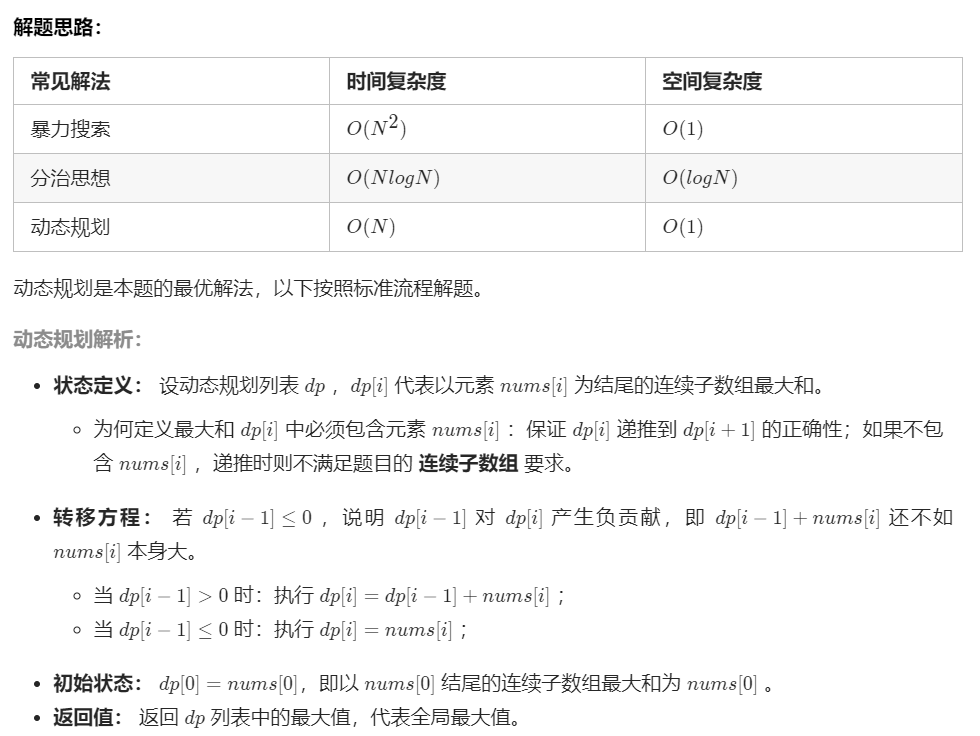 解题思路：
常见解法 时间复杂度 空间复杂度
暴力搜索 O(N²) O(1)
分治思想 O(NlogN) O(logN)
动态规划 O(N) O(1)
动态规划是本题的最优解法，以下按照标准流程解题。
动态规划解析：
• 状态定义： 设动态规划列表 dp ，dp[i] 代表以元素 nums[i] 为结尾的连续子数组最大和。
◦ 为何定义最大和 dp[i] 中必须包含元素 nums[i] ：保证 dp[i] 递推到 dp[i+1] 的正确性；如果不包
含 nums[i] ，递推时则不满足题目的 连续子数组 要求。
• 转移方程： 若 dp[i−1] ≤ 0 ，说明 dp[i−1] 对 dp[i] 产生负贡献，即 dp[i−1] + nums[i] 还不如
nums[i] 本身大。
◦ 当 dp[i−1] > 0 时：执行 dp[i] = dp[i−1] + nums[i] ；
◦ 当 dp[i−1] ≤ 0 时：执行 dp[i] = nums[i] ；
• 初始状态： dp[0] = nums[0]，即以 nums[0] 结尾的连续子数组最大和为 nums[0] 。
• 返回值： 返回 dp 列表中的最大值，代表全局最大值。